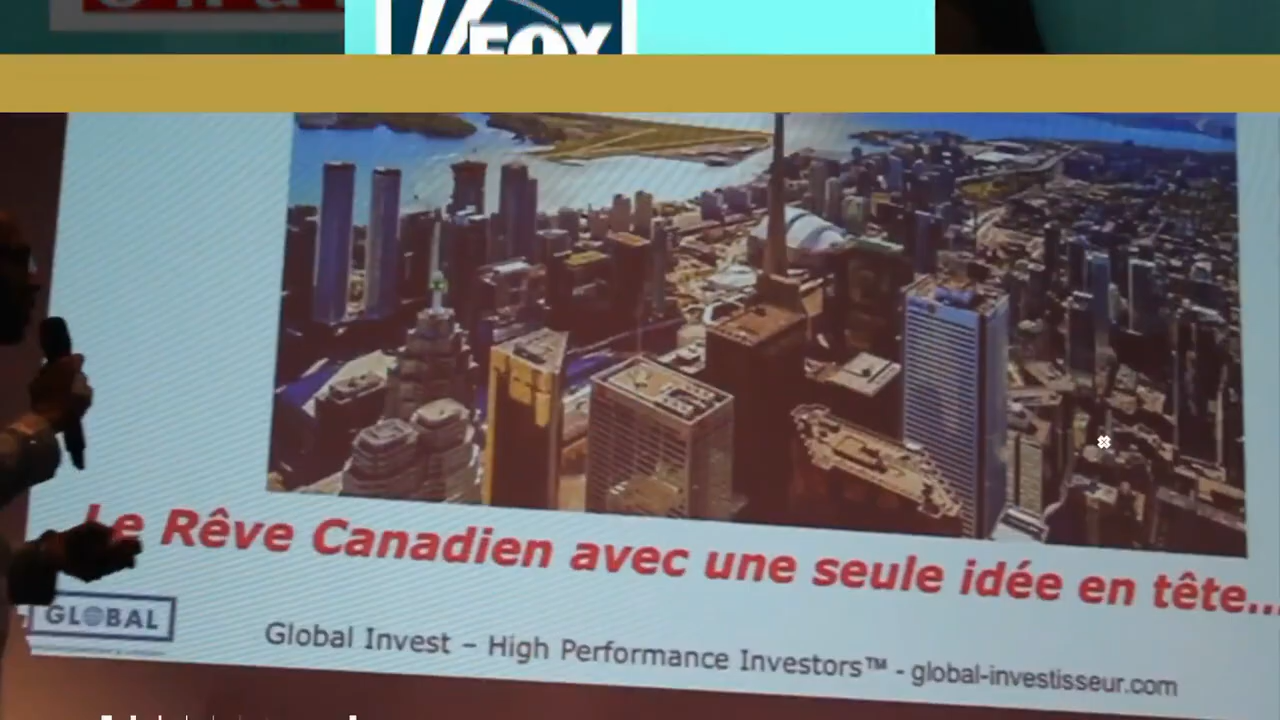 FOX
Le Rêve Canadien avec une seule idée en tête...
GLOBAL
Global Invest – High Performance Investors™ - global-investisseur.com